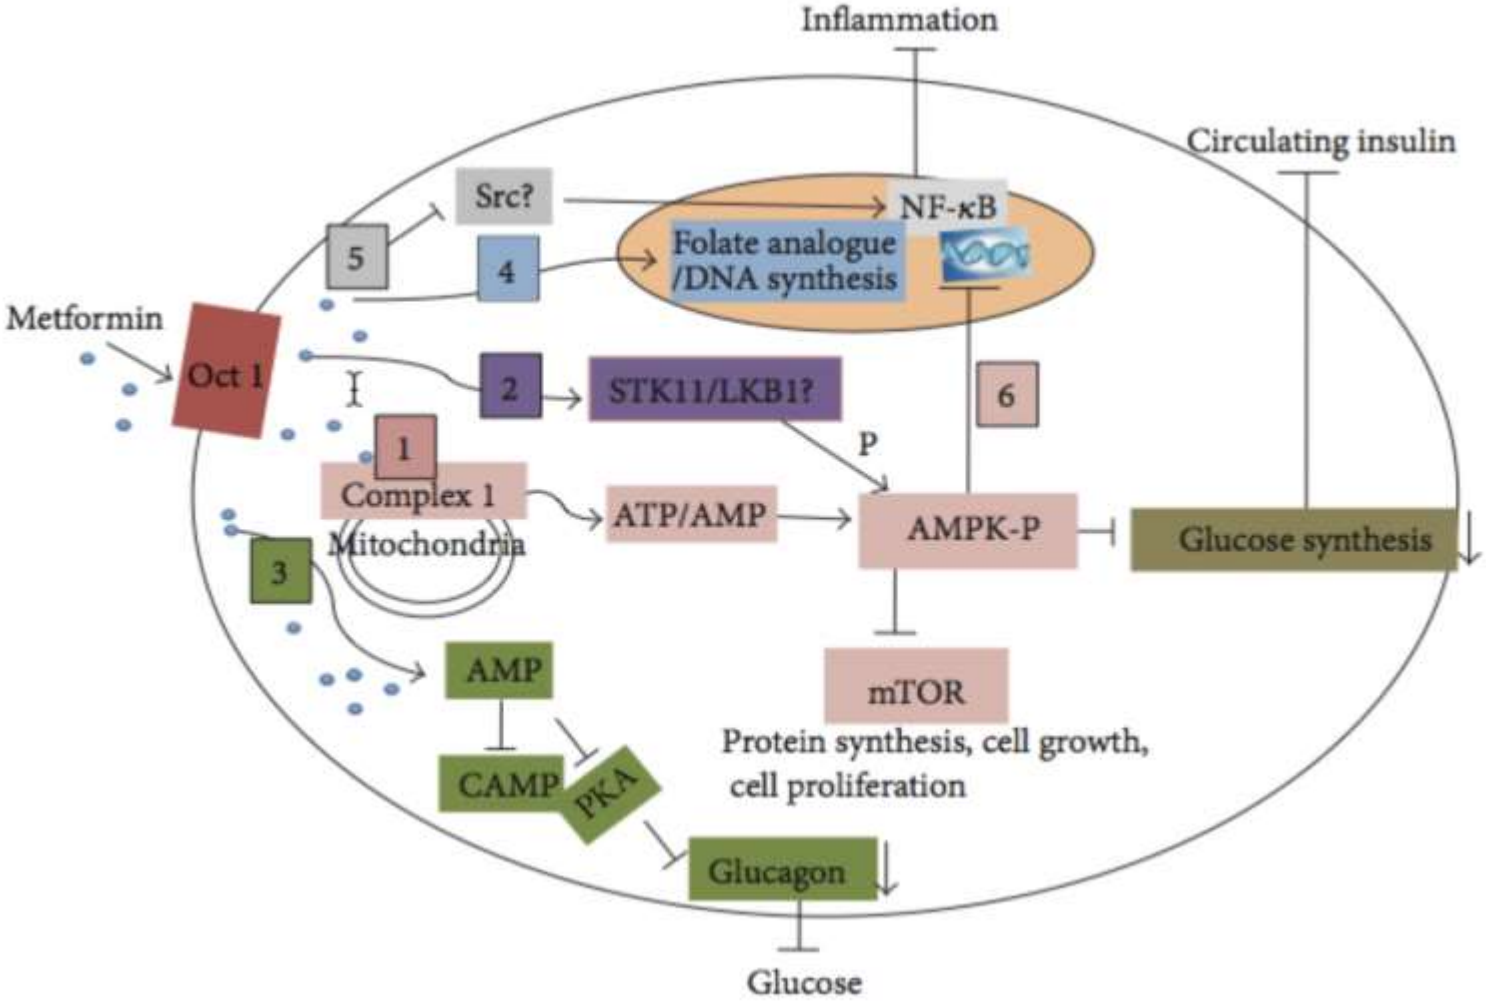 Inflammation
Circulating insulin
Src?
NF-κB
5
4
Folate analogue
/DNA synthesis
Metformin
Oct 1
2
STK11/LKB1?
6
P
1
Complex 1
ATP/AMP
AMPK-P
Glucose synthesis
Mitochondria
3
AMP
mTOR
Protein synthesis, cell growth,
cell proliferation
CAMP
PKA
Glucagon
Glucose